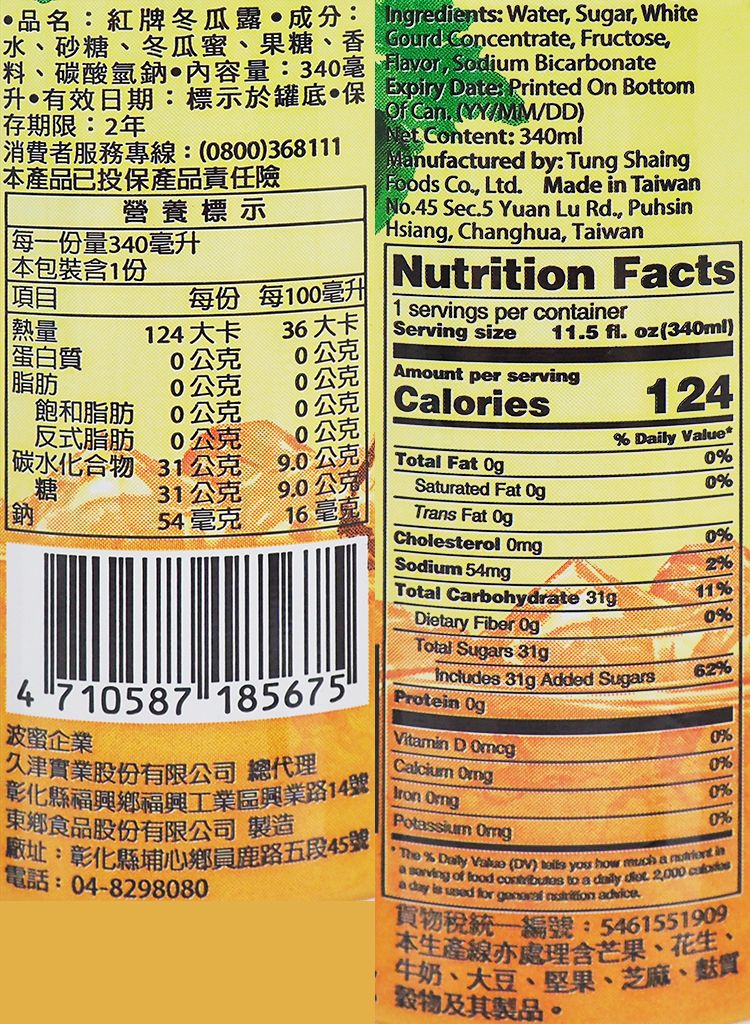 •品名：紅牌冬瓜露•成分：
水、砂糖、冬瓜蜜、果糖、香
料、碳酸氫鈉•內容量：340毫
升•有效日期：標示於罐底•保
存期限：2年
消費者服務專線：(0800)368111
本產品已投保產品責任險
營養標示
每一份量340毫升
本包裝含1份
項目 每份 每100毫升
熱量 124 大卡 36 大卡
蛋白質 0 公克 0 公克
脂肪 0 公克 0 公克
飽和脂肪 0 公克 0 公克
反式脂肪 0 公克 0 公克
碳水化合物 31 公克 9.0 公克
糖 31 公克 9.0 公克
鈉 54 毫克 16 毫克
4 710587 185675
波蜜企業
久津實業股份有限公司 總代理
彰化縣福興鄉福興工業區興業路14號
東鄉食品股份有限公司 製造
廠址：彰化縣埔心鄉員鹿路五段45號
電話：04-8298080
Ingredients: Water, Sugar, White
Gourd Concentrate, Fructose,
Flavor, Sodium Bicarbonate
Expiry Date: Printed On Bottom
Of Can. (YY/MM/DD)
Net Content: 340ml
Manufactured by: Tung Shaing
Foods Co., Ltd. Made in Taiwan
No.45 Sec.5 Yuan Lu Rd., Puhsin
Hsiang, Changhua, Taiwan
Nutrition Facts
1 servings per container
Serving size 11.5 fl. oz(340ml)
Amount per serving
Calories 124
% Daily Value*
Total Fat 0g 0%
Saturated Fat 0g 0%
Trans Fat 0g
Cholesterol 0mg 0%
Sodium 54mg 2%
Total Carbohydrate 31g 11%
Dietary Fiber 0g 0%
Total Sugars 31g
Includes 31g Added Sugars 62%
Protein 0g
Vitamin D 0mcg 0%
Calcium 0mg 0%
Iron 0mg 0%
Potassium 0mg 0%
* The % Daily Value (DV) tells you how much a nutrient in
a serving of food contributes to a daily diet. 2,000 calories
a day is used for general nutrition advice.
貨物稅統一編號：5461551909
本生產線亦處理含芒果、花生、
牛奶、大豆、堅果、芝麻、麩質
穀物及其製品。